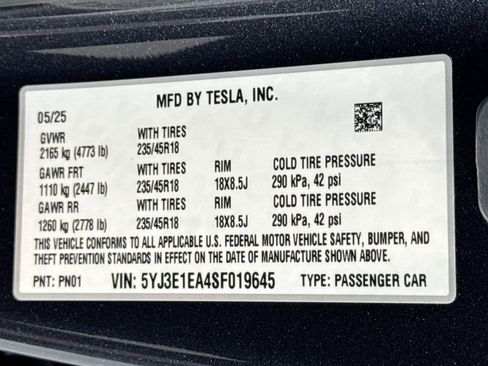 MFD BY TESLA, INC.
05/25
GVWR WITH TIRES
2165 kg (4773 lb) 235/45R18
GAWR FRT WITH TIRES RIM COLD TIRE PRESSURE
1110 kg (2447 lb) 235/45R18 18X8.5J 290 kPa, 42 psi
GAWR RR WITH TIRES RIM COLD TIRE PRESSURE
1260 kg (2778 lb) 235/45R18 18X8.5J 290 kPa, 42 psi
THIS VEHICLE CONFORMS TO ALL APPLICABLE U.S. FEDERAL MOTOR VEHICLE SAFETY, BUMPER, AND
THEFT PREVENTION STANDARDS IN EFFECT ON THE DATE OF MANUFACTURE SHOWN ABOVE.
PNT: PN01 VIN: 5YJ3E1EA4SF019645 TYPE: PASSENGER CAR